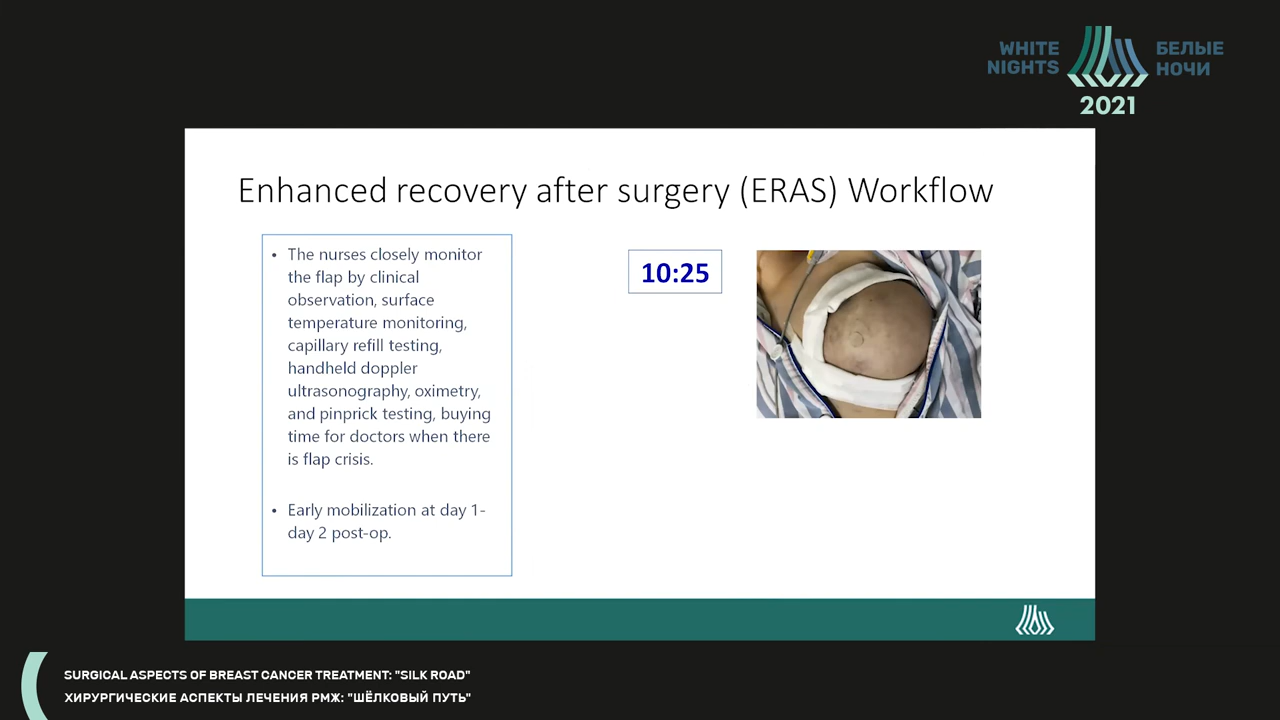 WHITE
NIGHTS
БЕЛЫЕ
НОЧИ
2021
Enhanced recovery after surgery (ERAS) Workflow
• The nurses closely monitor
the flap by clinical
observation, surface
temperature monitoring,
capillary refill testing,
handheld doppler
ultrasonography, oximetry,
and pinprick testing, buying
time for doctors when there
is flap crisis.
• Early mobilization at day 1-
day 2 post-op.
10:25
SURGICAL ASPECTS OF BREAST CANCER TREATMENT: "SILK ROAD"
ХИРУРГИЧЕСКИЕ АСПЕКТЫ ЛЕЧЕНИЯ РМЖ: "ШЁЛКОВЫЙ ПУТЬ"